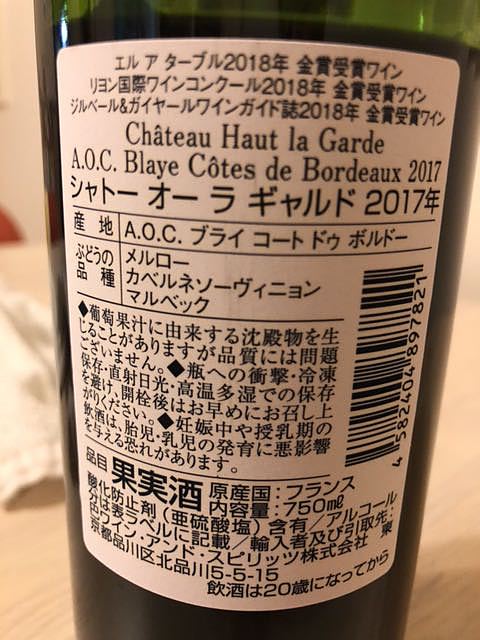 エル ア ターブル2018年 金賞受賞ワイン
リヨン国際ワインコンクール2018年 金賞受賞ワイン
ジルベール&ガイヤールワインガイド誌2018年 金賞受賞ワイン
Château Haut la Garde
A.O.C. Blaye Côtes de Bordeaux 2017
シャトー オー ラ ギャルド 2017年
産 地 A.O.C. ブライ コート ドゥ ボルドー
ぶどうの品 種 メルロー
カベルネソーヴィニョン
マルベック
◆葡萄果汁に由来する沈殿物を生
じることがありますが品質には問題
ございません。◆瓶への衝撃・冷凍
保存・直射日光・高温多湿での保存
を避け、開栓後はお早めにお召し上
がりください。◆妊娠中や授乳期の
飲酒は、胎児・乳児の発育に悪影響
を与える恐れがあります。
4 582404 897821
品目 果実酒 原産国:フランス
内容量:750㎖
酸化防止剤(亜硫酸塩)含有/アルコール
分は表ラベルに記載/輸入者及び引取先:
色ワイン・アンド・スピリッツ株式会社 東
京都品川区北品川5-5-15
飲酒は20歳になってから